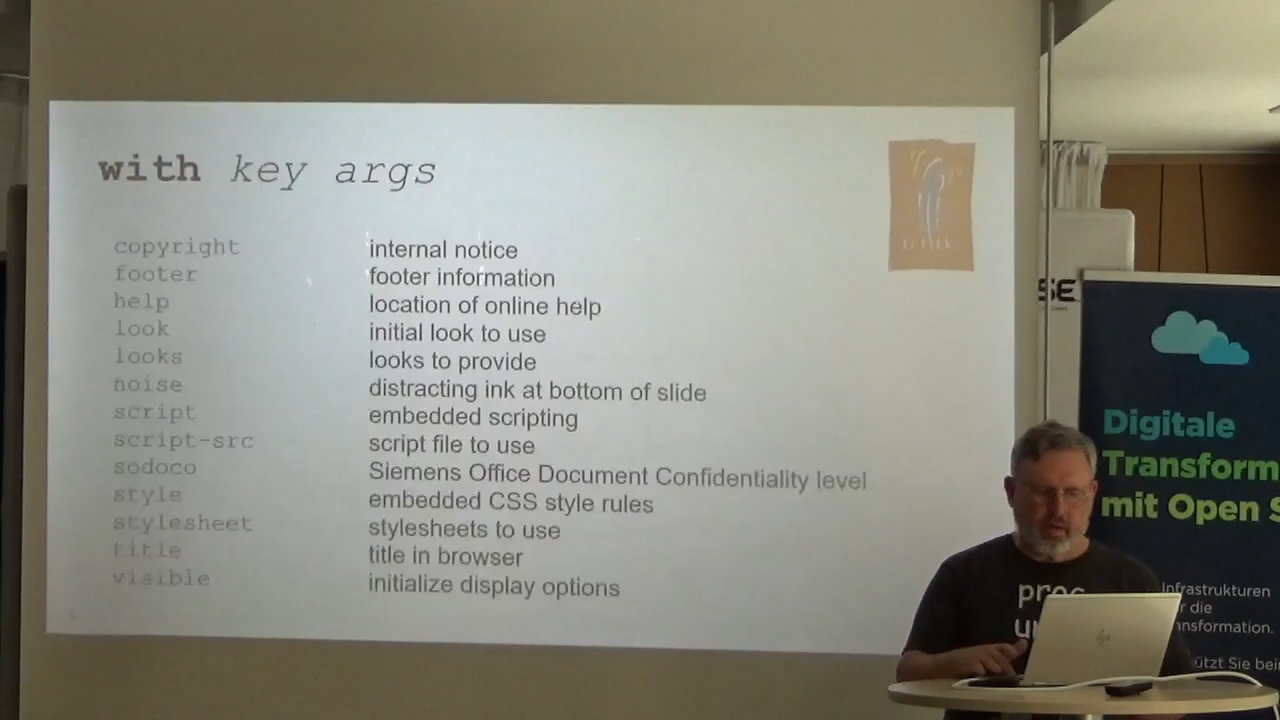 with key args
copyright internal notice
footer footer information
help location of online help
look initial look to use
looks looks to provide
noise distracting ink at bottom of slide
script embedded scripting
script-src script file to use
sodoco Siemens Office Document Confidentiality level
style embedded CSS style rules
stylesheet stylesheets to use
title title in browser
visible initialize display options
SE
Digitale
Transform
mit Open S
Infrastrukturen
r die
ansformation.
ützt Sie bei
hp